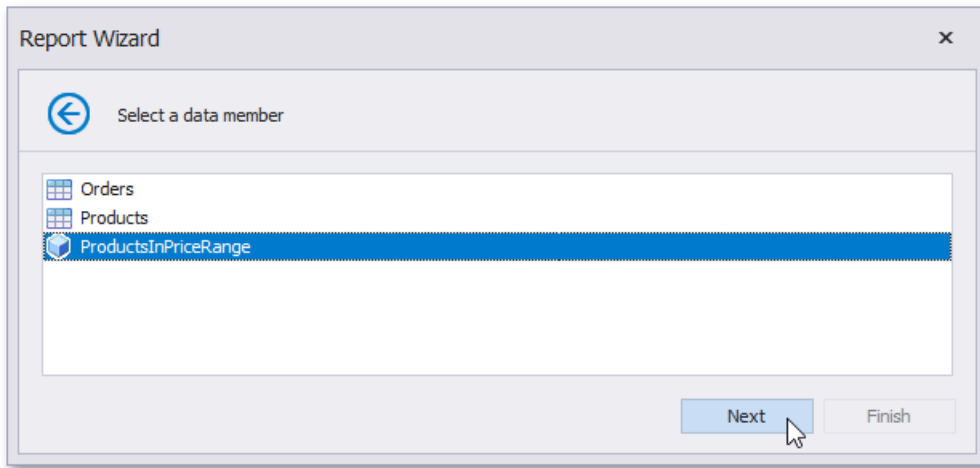 Report Wizard
Select a data member
Orders
Products
ProductsInPriceRange
Next
Finish